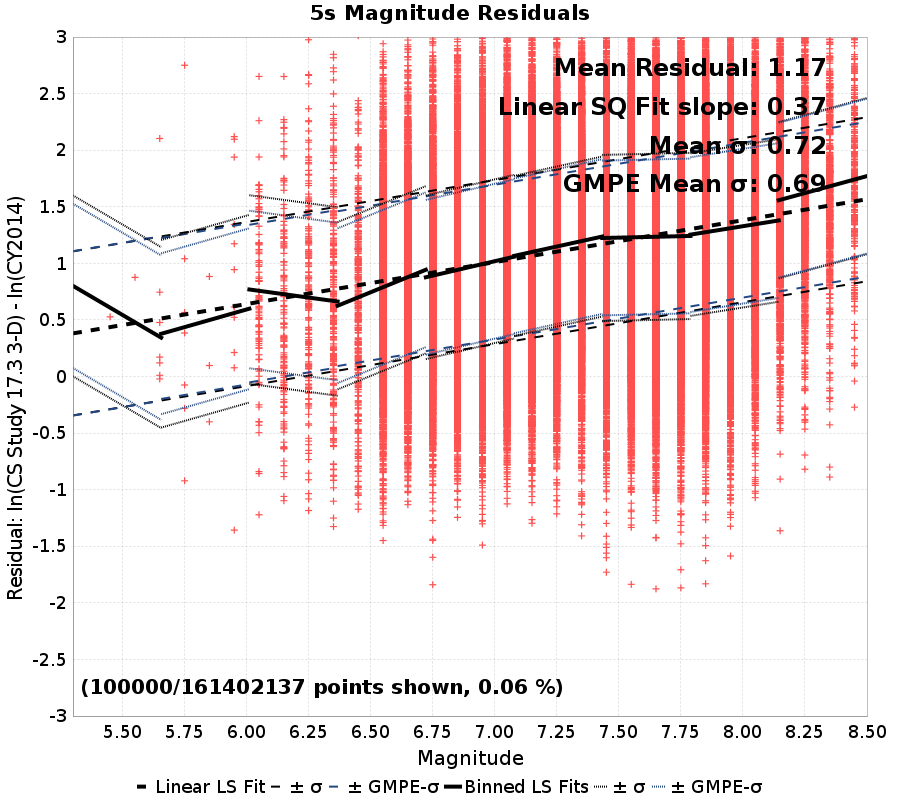 5s Magnitude Residuals
Mean Residual: 1.17
Linear SQ Fit slope: 0.37
Mean σ: 0.72
GMPE Mean σ: 0.69
Residual: ln(CS Study 17.3 3-D) - ln(CY2014)
3
2.5
2
1.5
1
0.5
0
-0.5
-1
-1.5
-2
-2.5
-3
(100000/161402137 points shown, 0.06 %)
5.50 5.75 6.00 6.25 6.50 6.75 7.00 7.25 7.50 7.75 8.00 8.25 8.50
Magnitude
Linear LS Fit ± σ ± GMPE-σ Binned LS Fits ± σ ± GMPE-σ